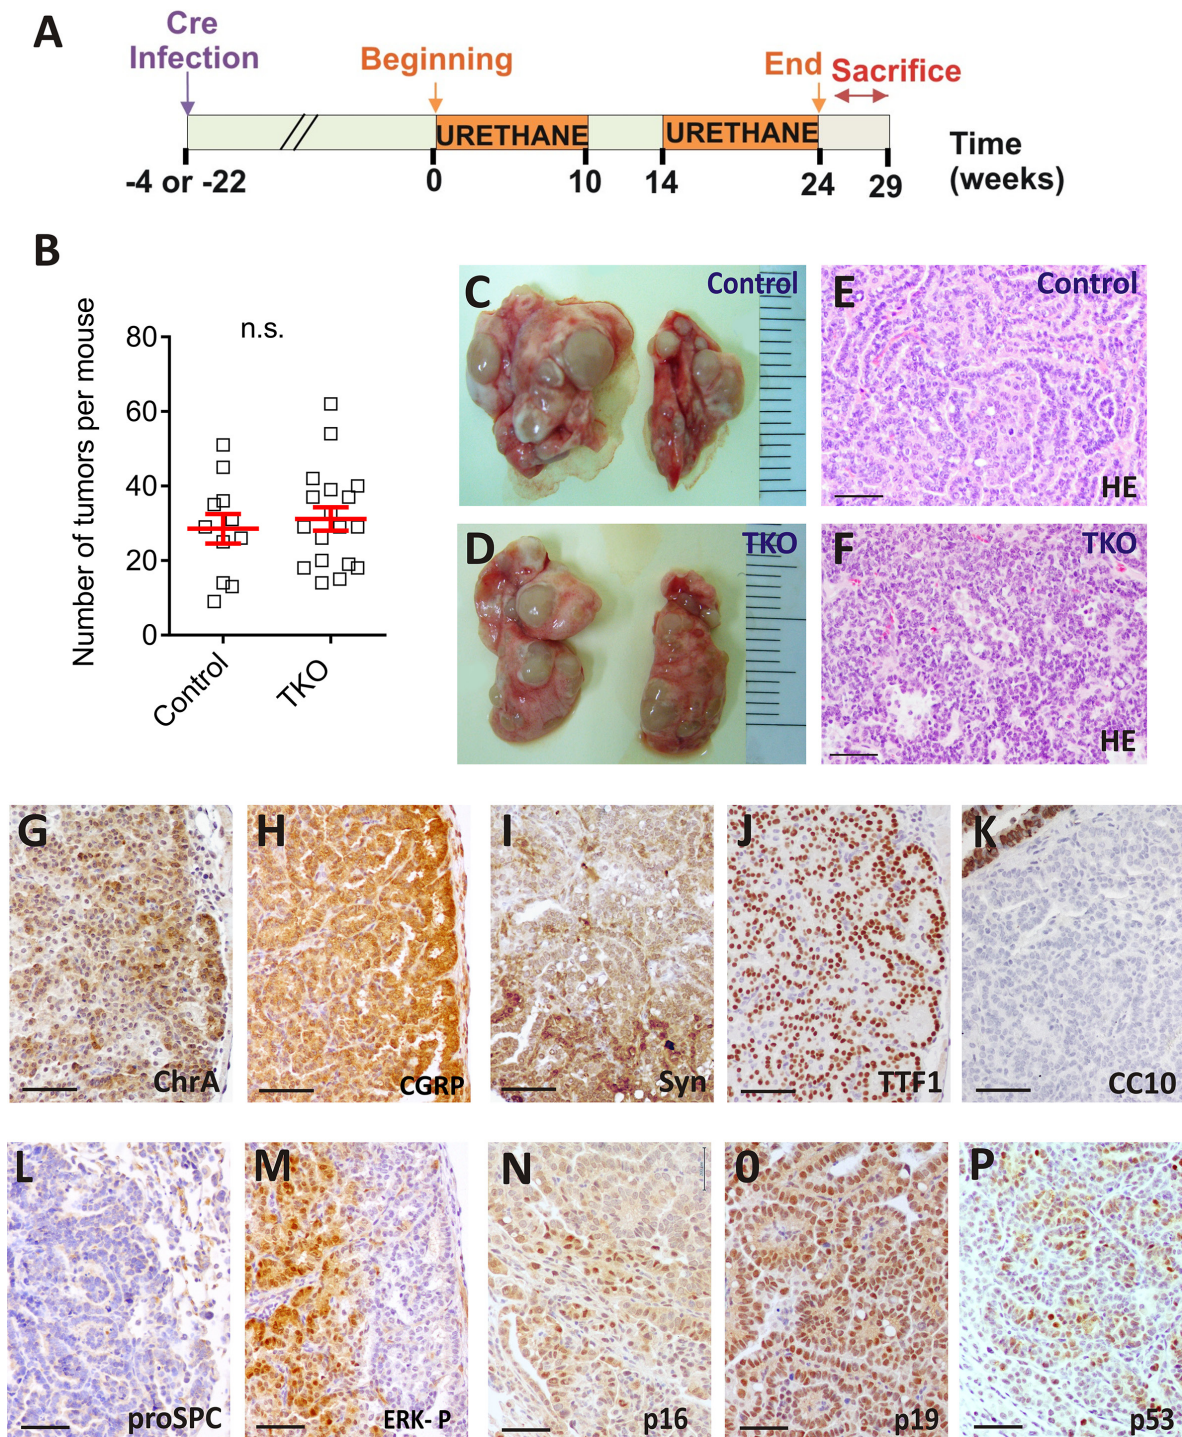 A
Cre
Infection
Beginning
End
Sacrifice
URETHANE
URETHANE
-4 or -22
0
10
14
24
29
Time
(weeks)
B
Number of tumors per mouse
n.s.
80
60
40
20
0
Control
TKO
C
Control
D
TKO
E
Control
HE
F
TKO
HE
G
ChrA
H
CGRP
I
Syn
J
TTF1
K
CC10
L
proSPC
M
ERK- P
N
p16
O
p19
P
p53